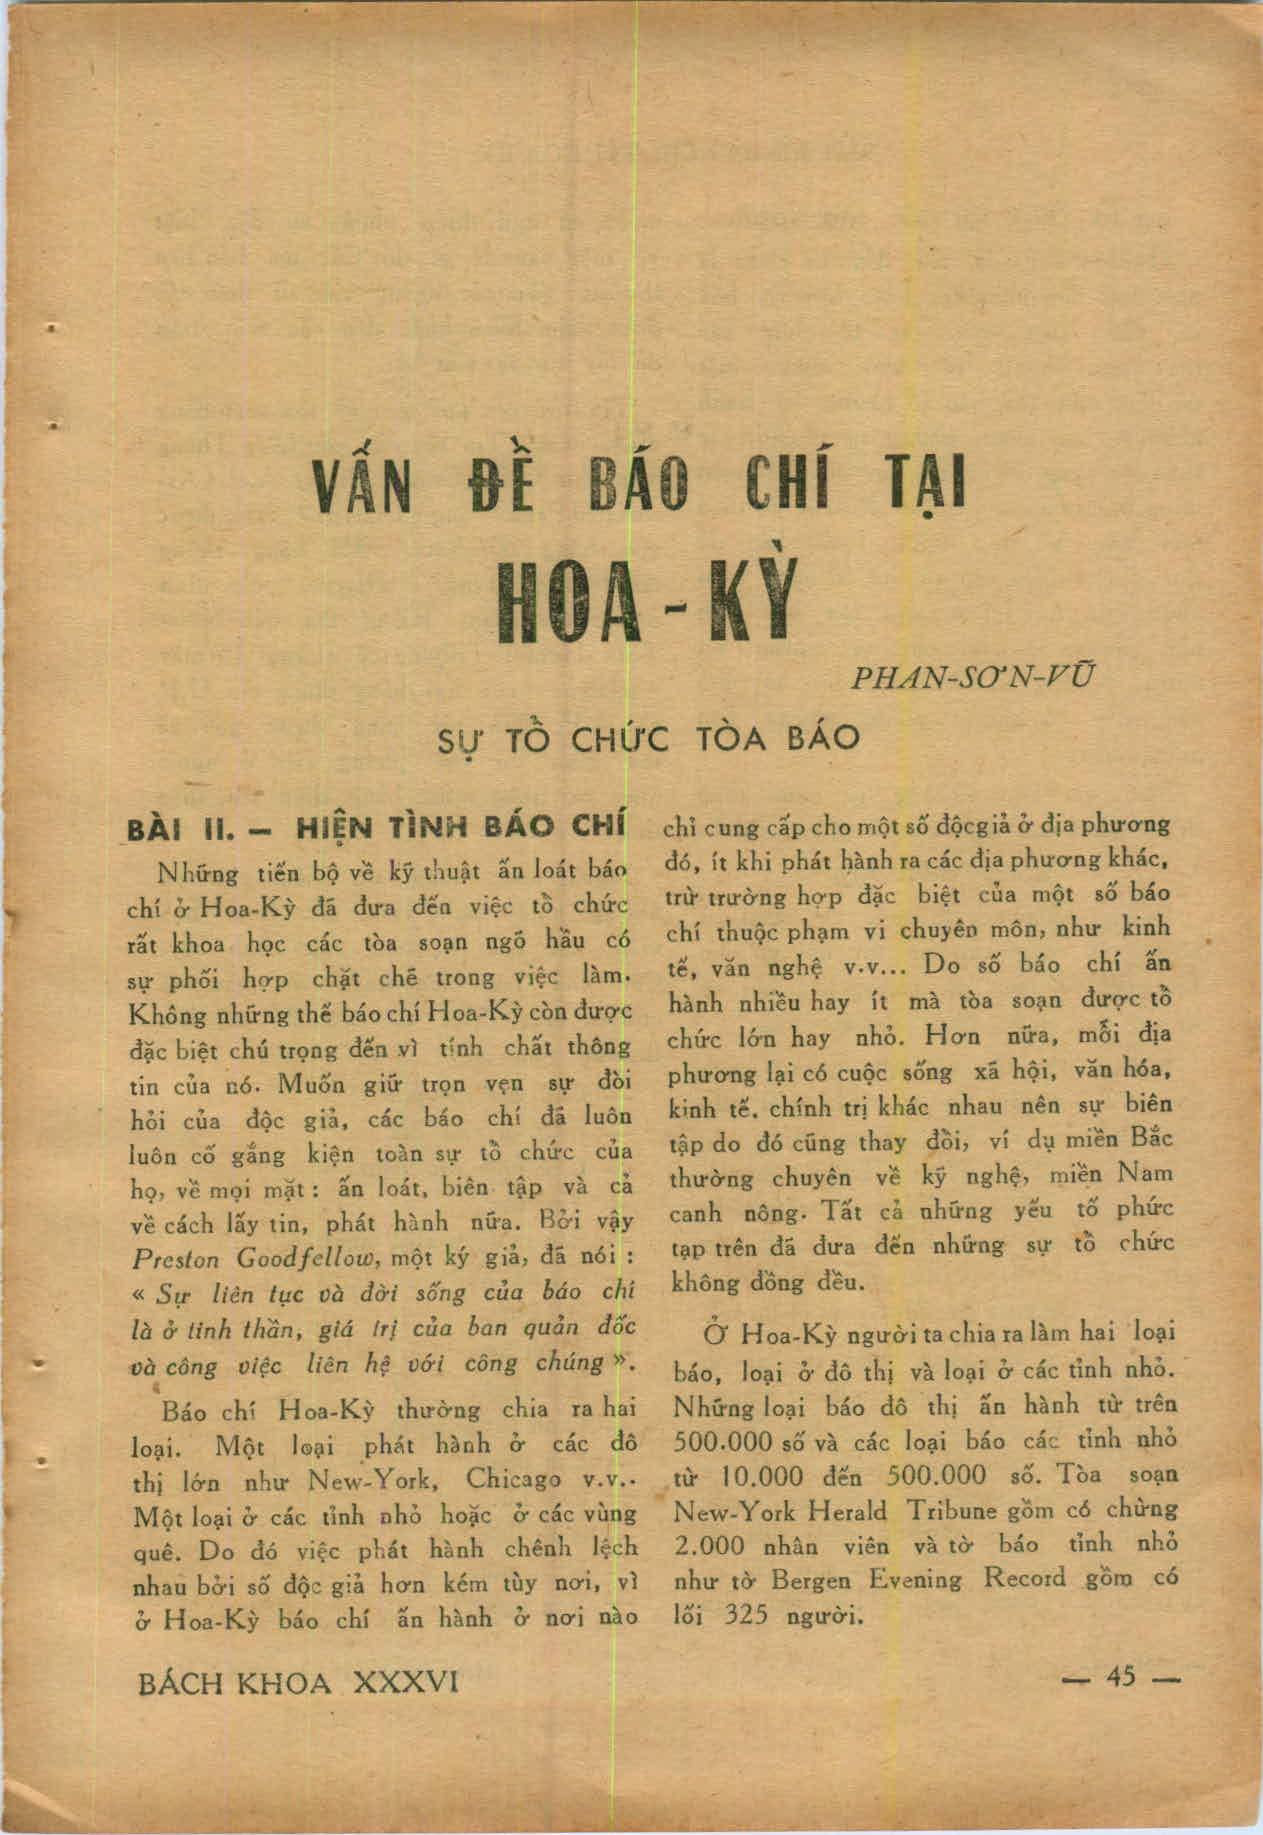 VẤN ĐỀ BÁO CHÍ TẠI
HOA-KỲ
PHAN-SƠN-VŨ
SỰ TỔ CHỨC TÒA BÁO
BÀI II. — HIỆN TÌNH BÁO CHÍ
Những tiến bộ về kỹ thuật ấn loát báo
chí ở Hoa-Kỳ đã đưa đến việc tổ chức
rất khoa học các tòa soạn ngõ hầu có
sự phối hợp chặt chẽ trong việc làm.
Không những thế báo chí Hoa-Kỳ còn được
đặc biệt chú trọng đến vì tính chất thông
tin của nó. Muốn giữ trọn vẹn sự đòi
hỏi của độc giả, các báo chí đã luôn
luôn cố gắng kiện toàn sự tổ chức của
họ, về mọi mặt : ấn loát, biên tập và cả
về cách lấy tin, phát hành nữa. Bởi vậy
Preston Goodfellow, một ký giả, đã nói :
« Sự liên tục và đời sống của báo chí
là ở tinh thần, giá trị của ban quản đốc
và công việc liên hệ với công chúng ».
Báo chí Hoa-Kỳ thường chia ra hai
loại. Một loại phát hành ở các đô
thị lớn như New-York, Chicago v.v..
Một loại ở các tỉnh nhỏ hoặc ở các vùng
quê. Do đó việc phát hành chênh lệch
nhau bởi số độc giả hơn kém tùy nơi, vì
ở Hoa-Kỳ báo chí ấn hành ở nơi nào
chỉ cung cấp cho một số độc giả ở địa phương
đó, ít khi phát hành ra các địa phương khác,
trừ trường hợp đặc biệt của một số báo
chí thuộc phạm vi chuyên môn, như kinh
tế, văn nghệ v.v... Do số báo chí ấn
hành nhiều hay ít mà tòa soạn được tổ
chức lớn hay nhỏ. Hơn nữa, mỗi địa
phương lại có cuộc sống xã hội, văn hóa,
kinh tế, chính trị khác nhau nên sự biên
tập do đó cũng thay đổi, ví dụ miền Bắc
thường chuyên về kỹ nghệ, miền Nam
canh nông. Tất cả những yếu tố phức
tạp trên đã đưa đến những sự tổ chức
không đồng đều.
Ở Hoa-Kỳ người ta chia ra làm hai loại
báo, loại ở đô thị và loại ở các tỉnh nhỏ.
Những loại báo đô thị ấn hành từ trên
500.000 số và các loại báo các tỉnh nhỏ
từ 10.000 đến 500.000 số. Tòa soạn
New-York Herald Tribune gồm có chừng
2.000 nhân viên và tờ báo tỉnh nhỏ
như tờ Bergen Evening Record gồm có
lối 325 người.
BÁCH KHOA XXXVI
— 45 —